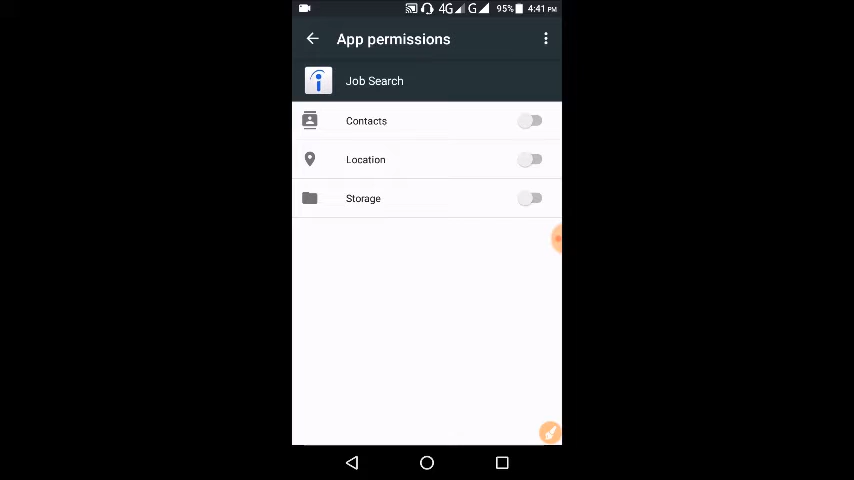 4G G 95% 4:41 PM
App permissions
Job Search
Contacts
Location
Storage